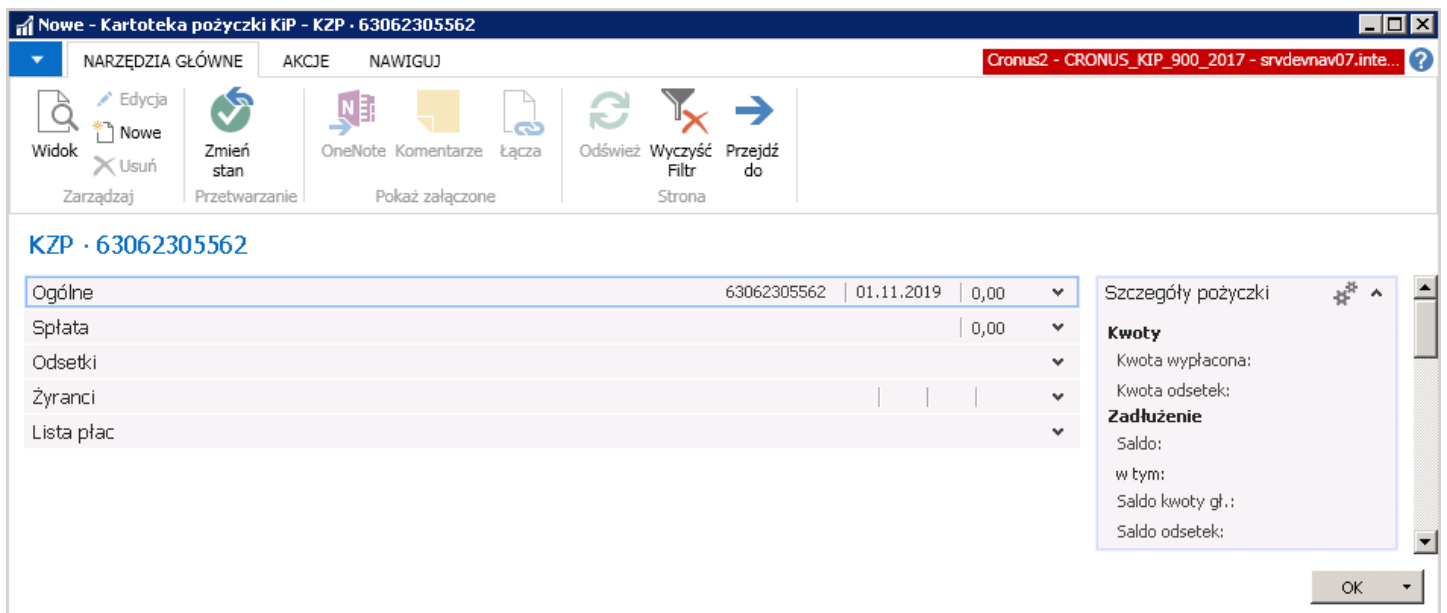 Nowe - Kartoteka pożyczki KiP - KZP · 63062305562
NARZĘDZIA GŁÓWNE AKCJE NAWIGUJ Cronus2 - CRONUS_KIP_900_2017 - srvdevnav07.inte...
Widok
Edycja
Nowe
Usuń
Zarządzaj
Zmień
stan
Przetwarzanie
OneNote Komentarze Łącza
Pokaż załączone
Odśwież
Wyczyść
Filtr
Przejdź
do
Strona
KZP · 63062305562
Ogólne 63062305562 01.11.2019 0,00
Spłata 0,00
Odsetki
Żyranci
Lista płac
Szczegóły pożyczki
Kwoty
Kwota wypłacona:
Kwota odsetek:
Zadłużenie
Saldo:
w tym:
Saldo kwoty gł.:
Saldo odsetek:
OK